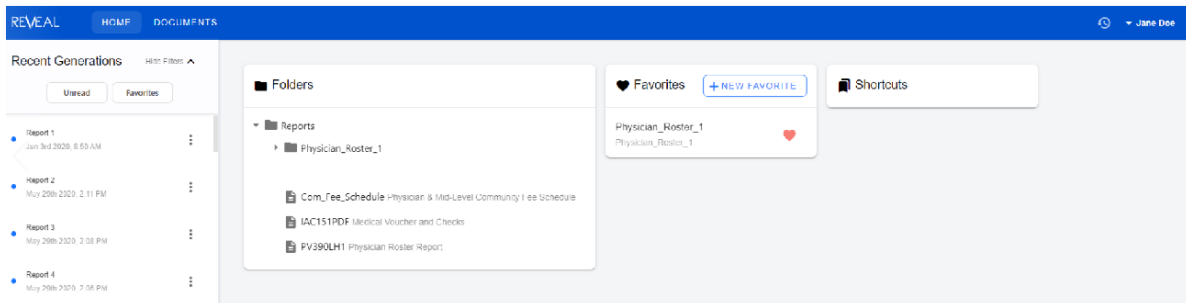 REVEAL HOME DOCUMENTS Jane Doe
Recent Generations Hide Filters
Unread Favorites
Report 1
Jan 3rd 2020, 8:50 AM
Report 2
May 29th 2020, 2:11 PM
Report 3
May 29th 2020, 2:08 PM
Report 4
May 29th 2020, 2:05 PM
Folders
Reports
Physician_Roster_1
Com_Fee_Schedule Physician & Mid-Level Community Fee Schedule
IAC151PDF Medical Voucher and Checks
PV390LH1 Physician Roster Report
Favorites + NEW FAVORITE
Physician_Roster_1
Physician_Roster_1
Shortcuts